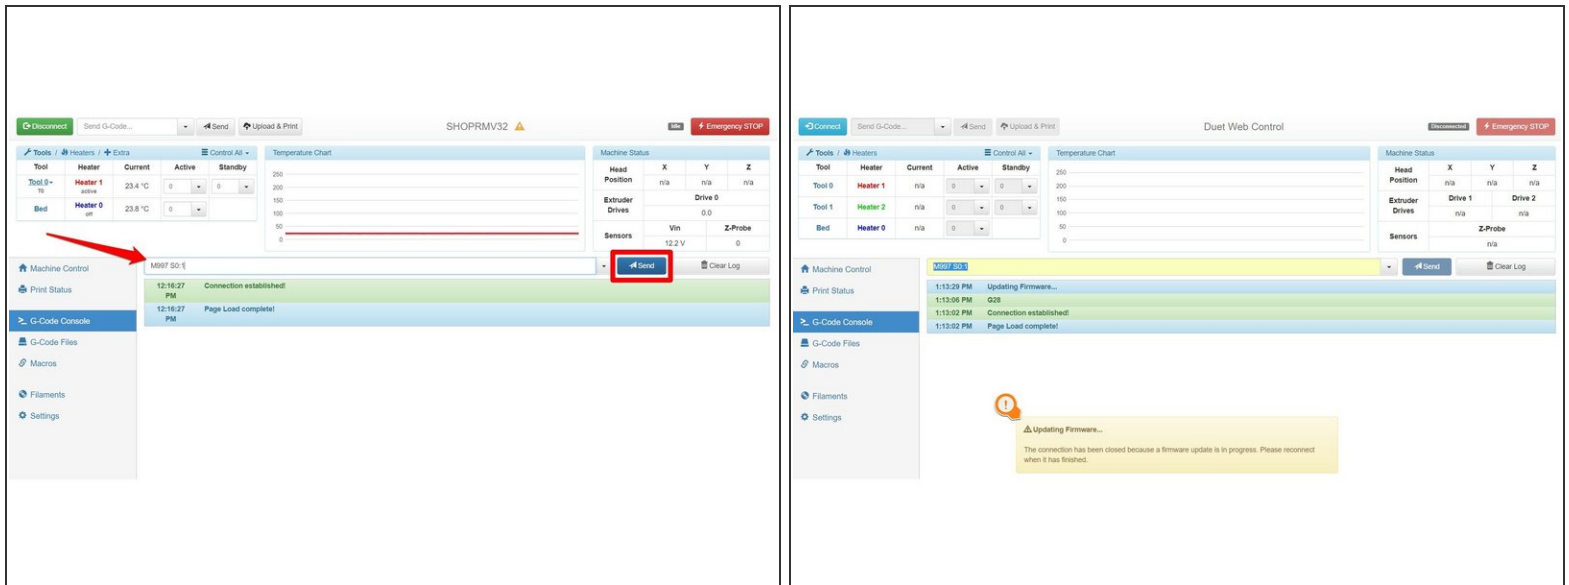 Disconnect Send G-Code... Send Upload & Print SHOPRMV32 Idle Emergency STOP
Tools / Heaters / Extra Control All
Tool Heater Current Active Standby
Tool 0 Heater 1 23.4 °C 0 0
T0 active
Bed Heater 0 23.8 °C 0
off
Temperature Chart
250
200
150
100
50
0
Machine Status
Head Position X Y Z
n/a n/a n/a
Extruder Drives Drive 0
0.0
Sensors Vin Z-Probe
12.2 V 0
Machine Control
Print Status
G-Code Console
G-Code Files
Macros
Filaments
Settings
M997 S0:1 Send Clear Log
12:16:27 PM Connection established!
12:16:27 PM Page Load complete!
Connect Send G-Code... Send Upload & Print Duet Web Control Disconnected Emergency STOP
Tools / Heaters Control All
Tool Heater Current Active Standby
Tool 0 Heater 1 n/a 0 0
Tool 1 Heater 2 n/a 0 0
Bed Heater 0 n/a 0
Temperature Chart
250
200
150
100
50
0
Machine Status
Head Position X Y Z
n/a n/a n/a
Extruder Drives Drive 1 Drive 2
n/a n/a
Sensors Z-Probe
n/a
Machine Control
Print Status
G-Code Console
G-Code Files
Macros
Filaments
Settings
M997 S0:1 Send Clear Log
1:13:29 PM Updating Firmware...
1:13:06 PM G28
1:13:02 PM Connection established!
1:13:02 PM Page Load complete!
Updating Firmware...
The connection has been closed because a firmware update is in progress. Please reconnect
when it has finished.